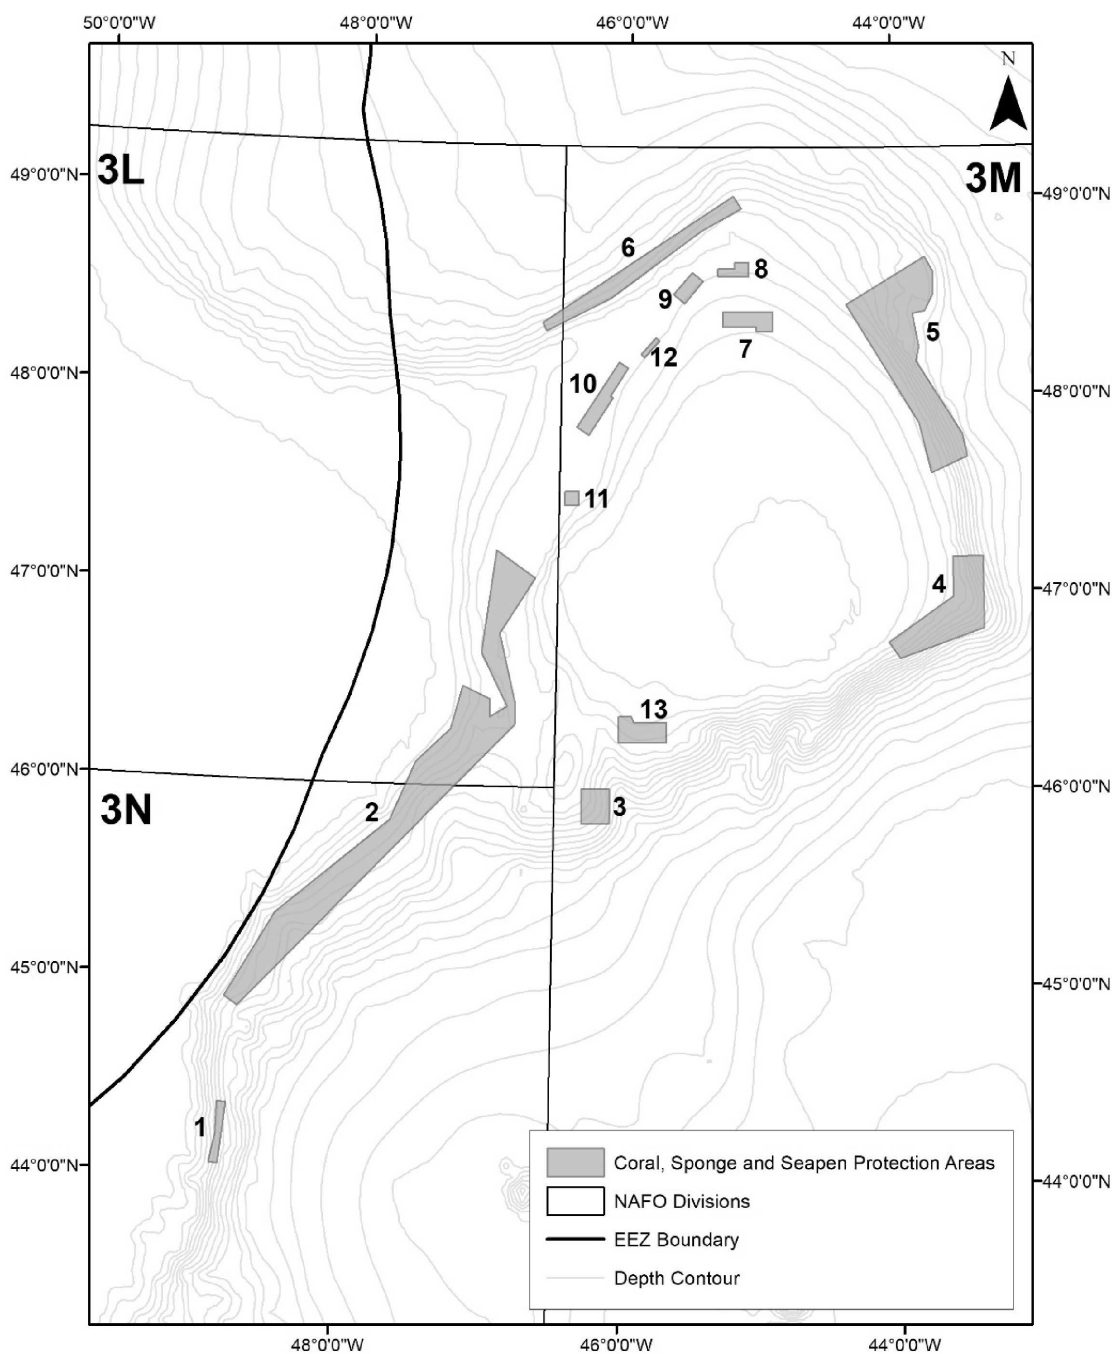 50°0'0"W 48°0'0"W 46°0'0"W 44°0'0"W
N
49°0'0"N 3L 3M
49°0'0"N
6
8
9
5
7
12
48°0'0"N
10
48°0'0"N
11
47°0'0"N
4
47°0'0"N
13
46°0'0"N
46°0'0"N
3N 2 3
45°0'0"N
45°0'0"N
1
44°0'0"N
Coral, Sponge and Seapen Protection Areas
44°0'0"N
NAFO Divisions
EEZ Boundary
Depth Contour
48°0'0"W 46°0'0"W 44°0'0"W